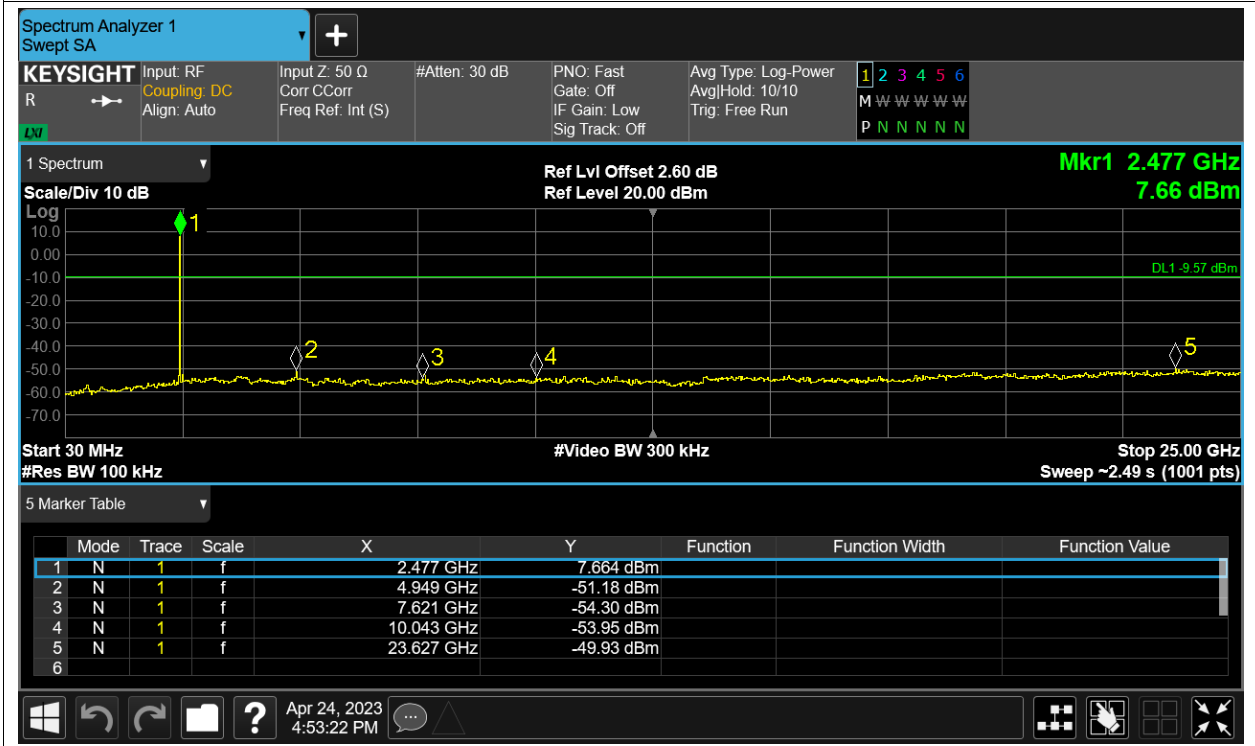 Spectrum Analyzer 1
Swept SA
+
KEYSIGHT
R
LXI
Input: RF
Coupling: DC
Align: Auto
Input Z: 50 Ω
Corr CCorr
Freq Ref: Int (S)
#Atten: 30 dB
PNO: Fast
Gate: Off
IF Gain: Low
Sig Track: Off
Avg Type: Log-Power
Avg|Hold: 10/10
Trig: Free Run
1 2 3 4 5 6
M W W W W W
P N N N N N
1 Spectrum
Scale/Div 10 dB
Ref Lvl Offset 2.60 dB
Ref Level 20.00 dBm
Mkr1 2.477 GHz
7.66 dBm
Log
10.0
0.00
-10.0
-20.0
-30.0
-40.0
-50.0
-60.0
-70.0
1
2
3
4
5
DL1 -9.57 dBm
Start 30 MHz
#Res BW 100 kHz
#Video BW 300 kHz
Stop 25.00 GHz
Sweep ~2.49 s (1001 pts)
5 Marker Table
Mode Trace Scale X Y Function Function Width Function Value
1 N 1 f 2.477 GHz 7.664 dBm
2 N 1 f 4.949 GHz -51.18 dBm
3 N 1 f 7.621 GHz -54.30 dBm
4 N 1 f 10.043 GHz -53.95 dBm
5 N 1 f 23.627 GHz -49.93 dBm
6
?
Apr 24, 2023
4:53:22 PM